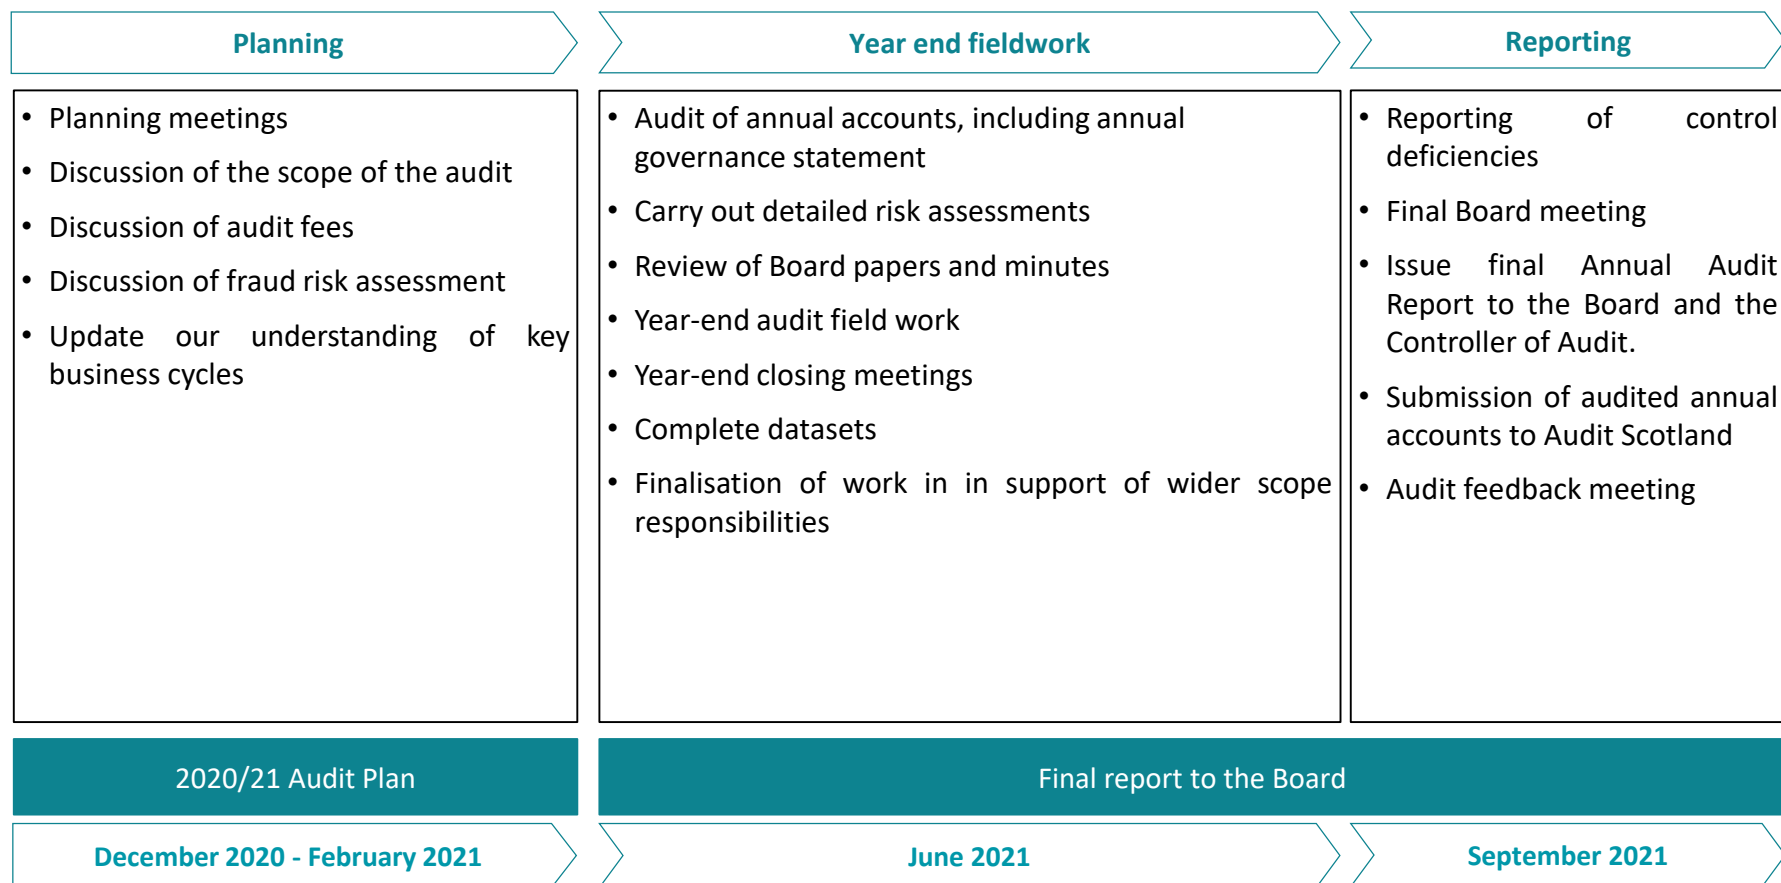 Planning
Year end fieldwork
Reporting
• Planning meetings
• Discussion of the scope of the audit
• Discussion of audit fees
• Discussion of fraud risk assessment
• Update our understanding of key
business cycles
• Audit of annual accounts, including annual
governance statement
• Carry out detailed risk assessments
• Review of Board papers and minutes
• Year-end audit field work
• Year-end closing meetings
• Complete datasets
• Finalisation of work in in support of wider scope
responsibilities
• Reporting of control
deficiencies
• Final Board meeting
• Issue final Annual Audit
Report to the Board and the
Controller of Audit.
• Submission of audited annual
accounts to Audit Scotland
• Audit feedback meeting
2020/21 Audit Plan
Final report to the Board
December 2020 - February 2021
June 2021
September 2021